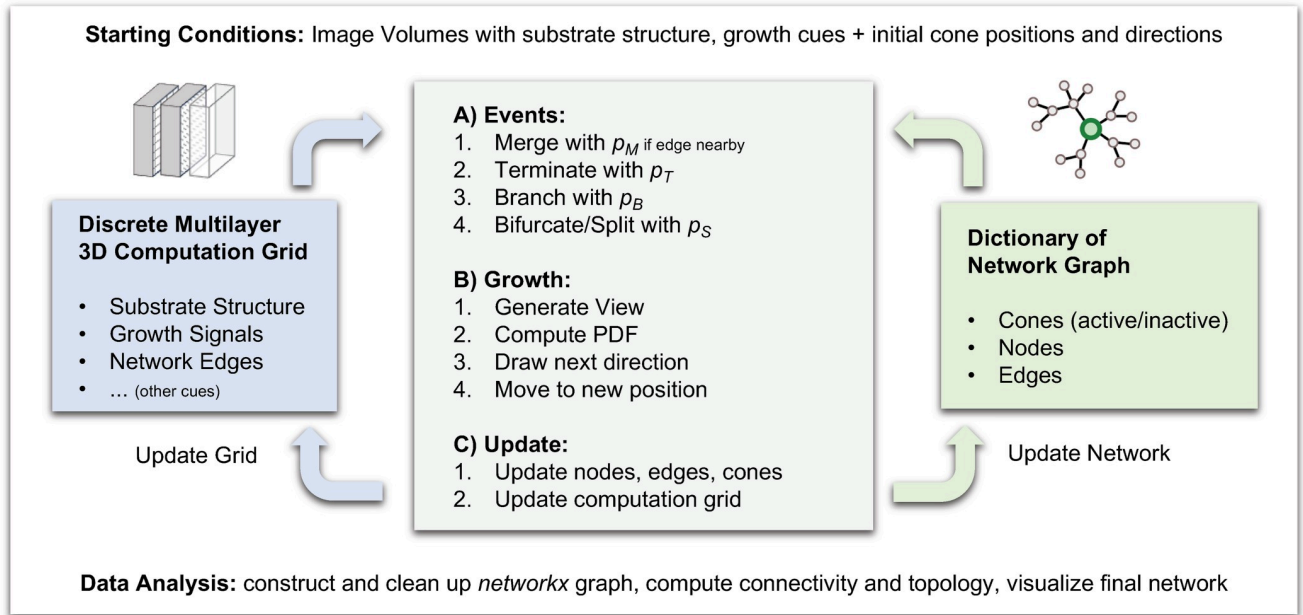 Starting Conditions: Image Volumes with substrate structure, growth cues + initial cone positions and directions
Discrete Multilayer
3D Computation Grid
• Substrate Structure
• Growth Signals
• Network Edges
• … (other cues)
Update Grid
A) Events:
1. Merge with pM if edge nearby
2. Terminate with pT
3. Branch with pB
4. Bifurcate/Split with pS
B) Growth:
1. Generate View
2. Compute PDF
3. Draw next direction
4. Move to new position
C) Update:
1. Update nodes, edges, cones
2. Update computation grid
Dictionary of
Network Graph
• Cones (active/inactive)
• Nodes
• Edges
Update Network
Data Analysis: construct and clean up networkx graph, compute connectivity and topology, visualize final network